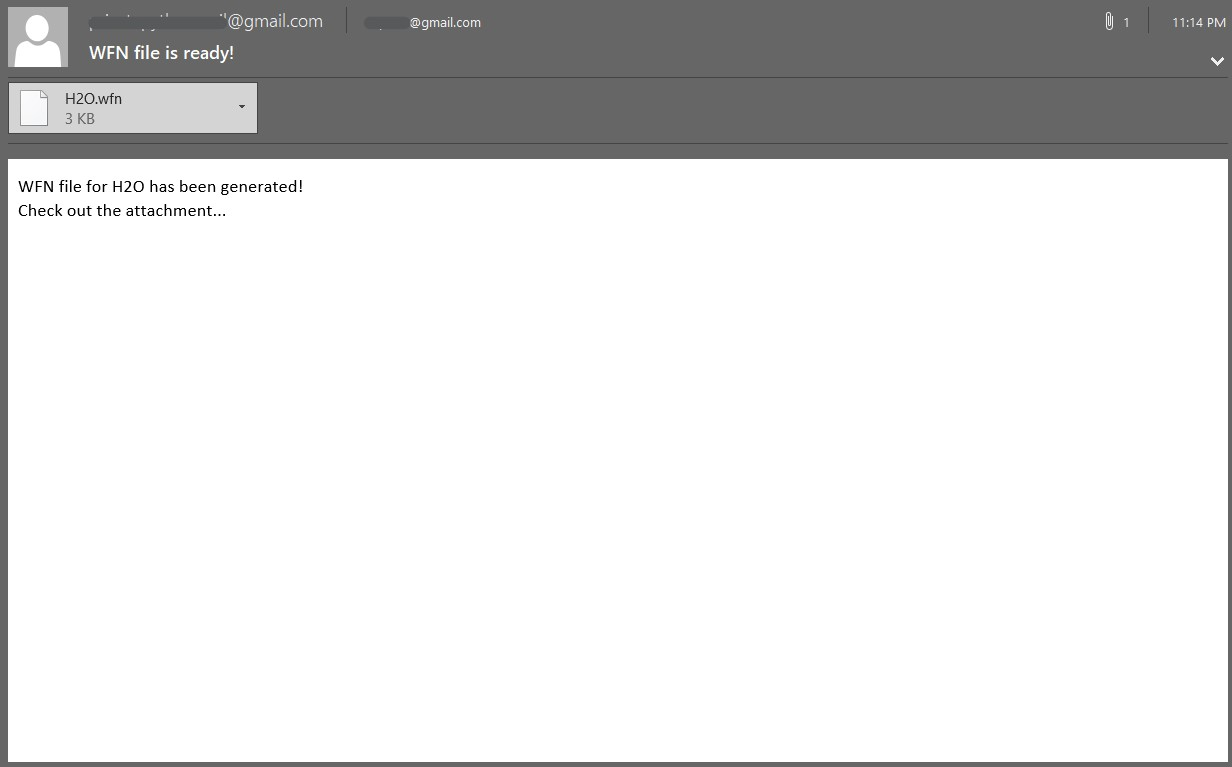 @gmail.com
@gmail.com
1
11:14 PM
WFN file is ready!
H2O.wfn
3 KB
WFN file for H2O has been generated!
Check out the attachment...